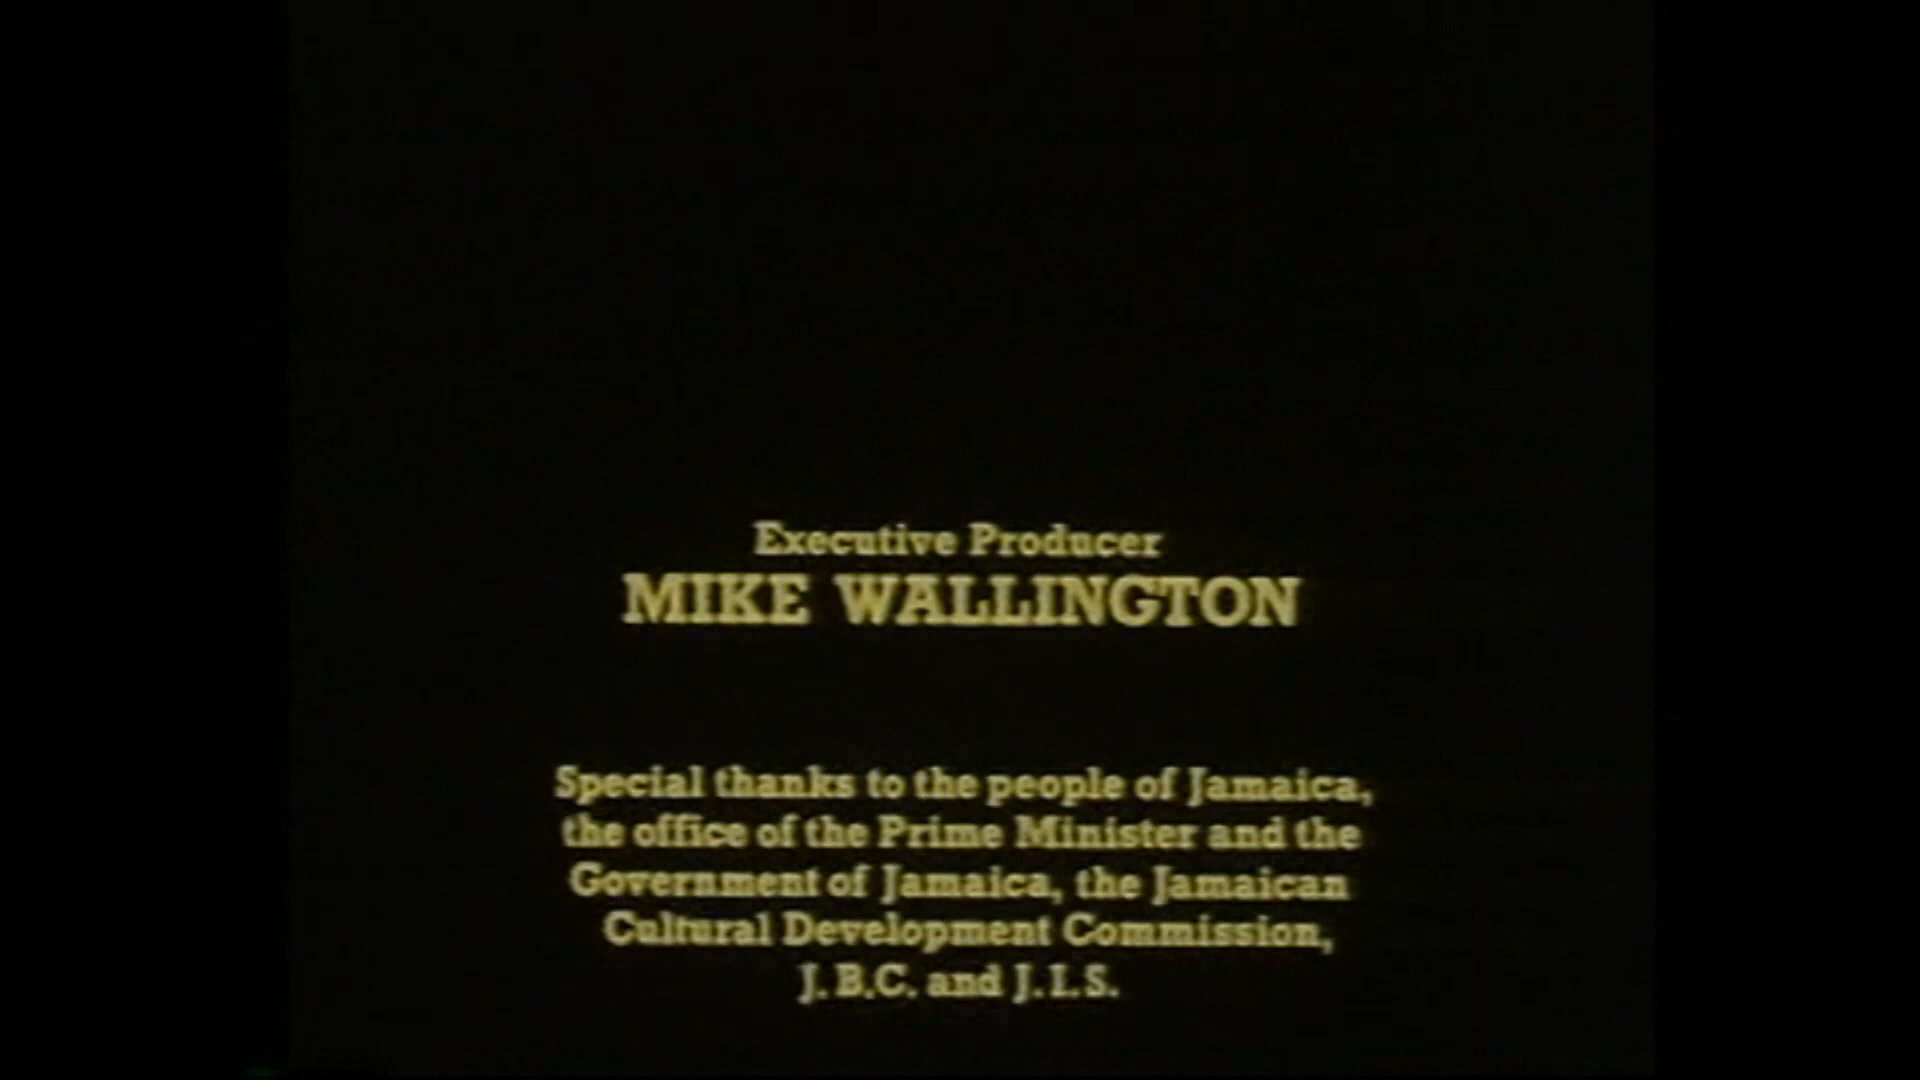 Executive Producer
MIKE WALLINGTON
Special thanks to the people of Jamaica,
the office of the Prime Minister and the
Government of Jamaica, the Jamaican
Cultural Development Commission,
J.B.C. and J.I.S.